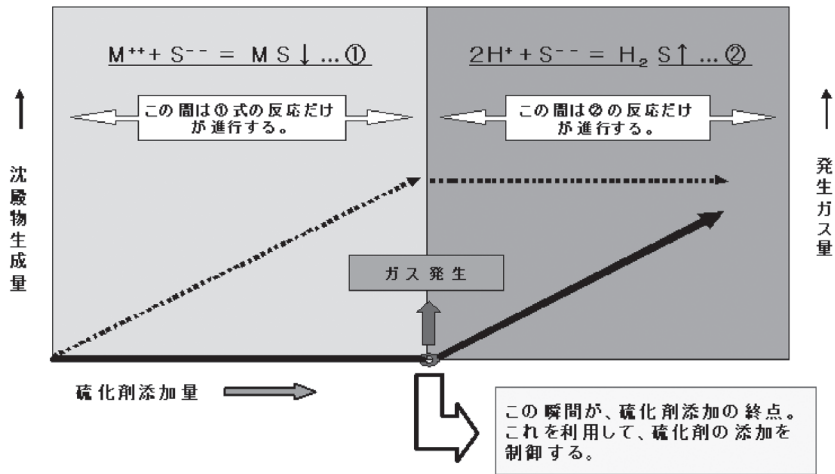 M⁺⁺+ S⁻⁻ = MS↓ …①
2H⁺+ S⁻⁻ = H₂ S↑ …②
この間は①式の反応だけ
が進行する。
この間は②の反応だけ
が進行する。
沈殿物生成量
発生ガス量
ガス発生
硫化剤添加量
この瞬間が、硫化剤添加の終点。
これを利用して、硫化剤の添加を
制御する。